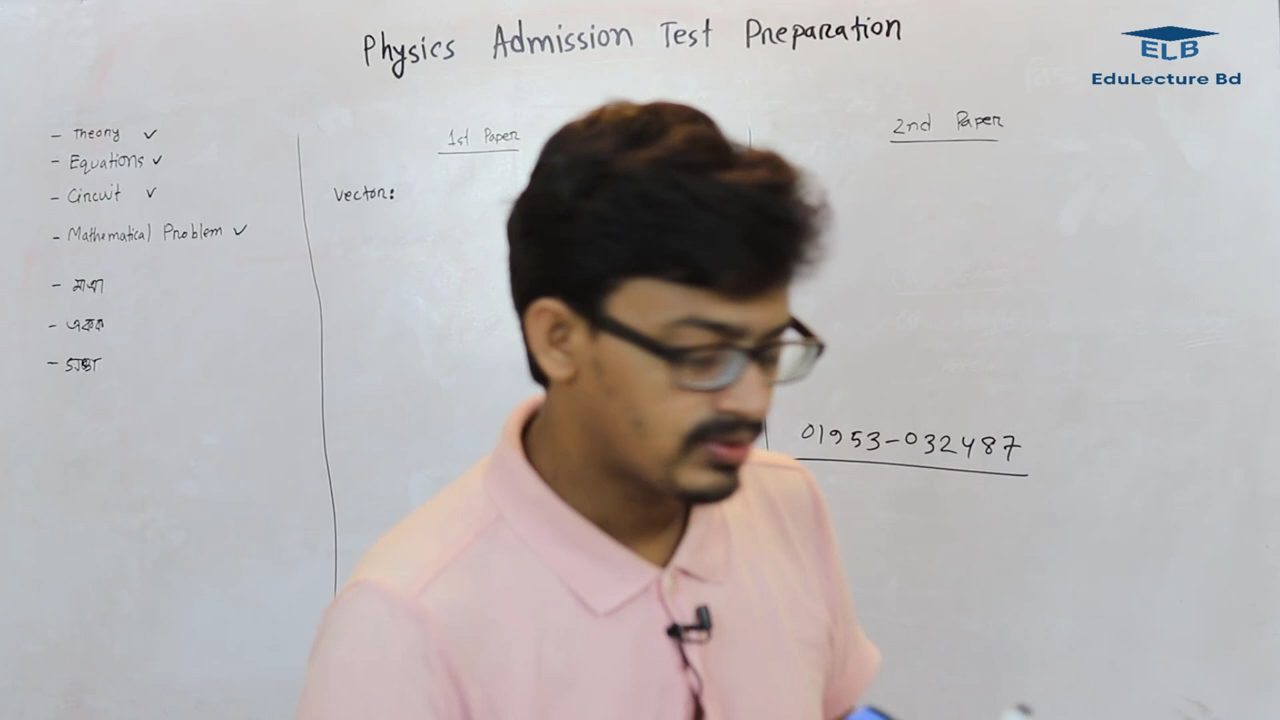 Physics Admission Test Preparation
ELB
EduLecture Bd
- Theory ✓
- Equations ✓
- Circuit ✓
- Mathematical Problem ✓
- মাত্রা
- একক
- সংজ্ঞা
1st Paper
Vector:
2nd Paper
01953-032487